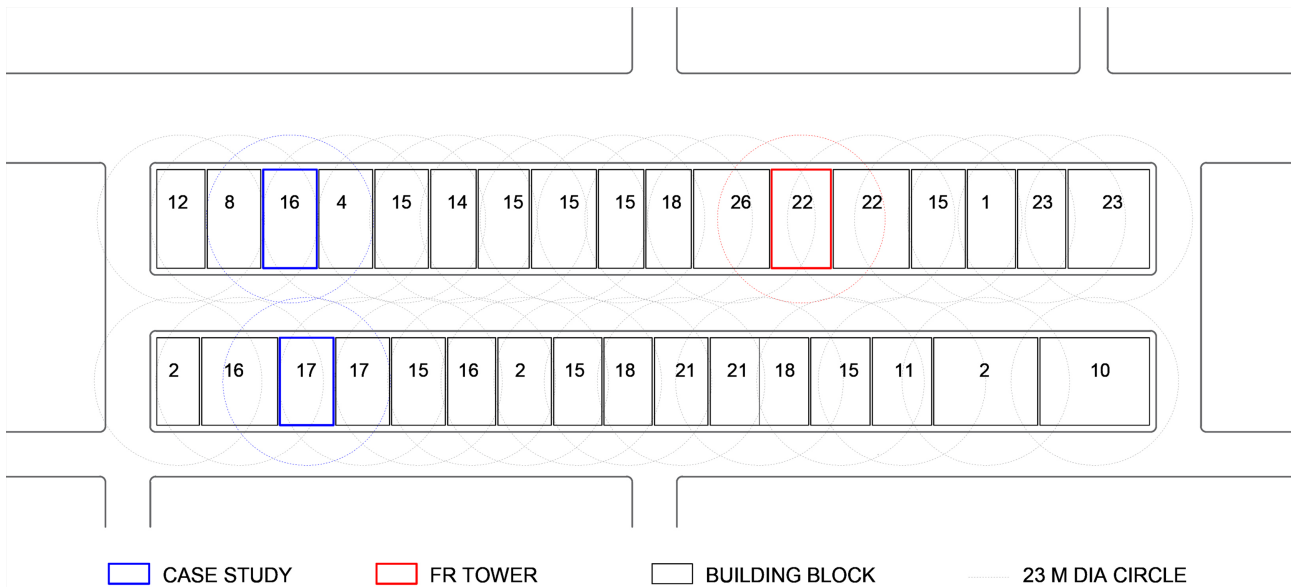 12 8 16 4 15 14 15 15 15 18 26 22 22 15 1 23 23
2 16 17 17 15 16 2 15 18 21 21 18 15 11 2 10
CASE STUDY FR TOWER BUILDING BLOCK 23 M DIA CIRCLE